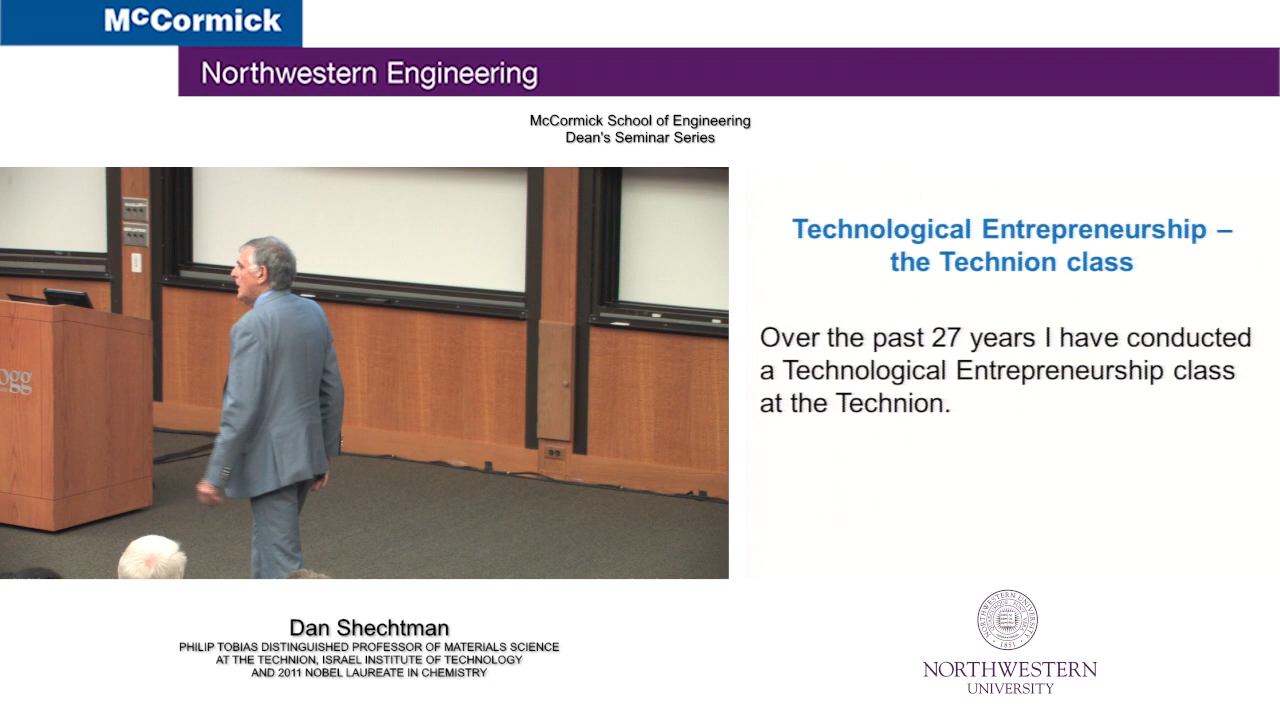 McCormick
Northwestern Engineering
McCormick School of Engineering
Dean's Seminar Series
Technological Entrepreneurship –
the Technion class
Over the past 27 years I have conducted
a Technological Entrepreneurship class
at the Technion.
ogg
Dan Shechtman
PHILIP TOBIAS DISTINGUISHED PROFESSOR OF MATERIALS SCIENCE
AT THE TECHNION, ISRAEL INSTITUTE OF TECHNOLOGY
AND 2011 NOBEL LAUREATE IN CHEMISTRY
1851
NORTHWESTERN
UNIVERSITY